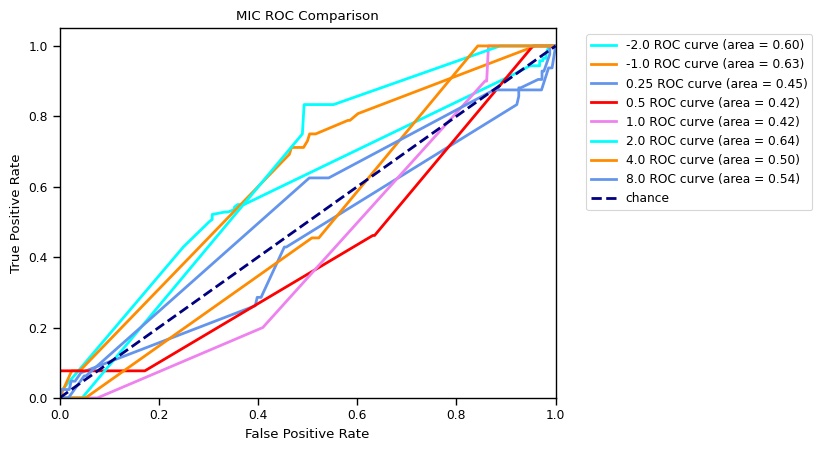 MIC ROC Comparison
1.0
0.8
0.6
0.4
0.2
0.0
True Positive Rate
0.0 0.2 0.4 0.6 0.8 1.0
False Positive Rate
-2.0 ROC curve (area = 0.60)
-1.0 ROC curve (area = 0.63)
0.25 ROC curve (area = 0.45)
0.5 ROC curve (area = 0.42)
1.0 ROC curve (area = 0.42)
2.0 ROC curve (area = 0.64)
4.0 ROC curve (area = 0.50)
8.0 ROC curve (area = 0.54)
chance